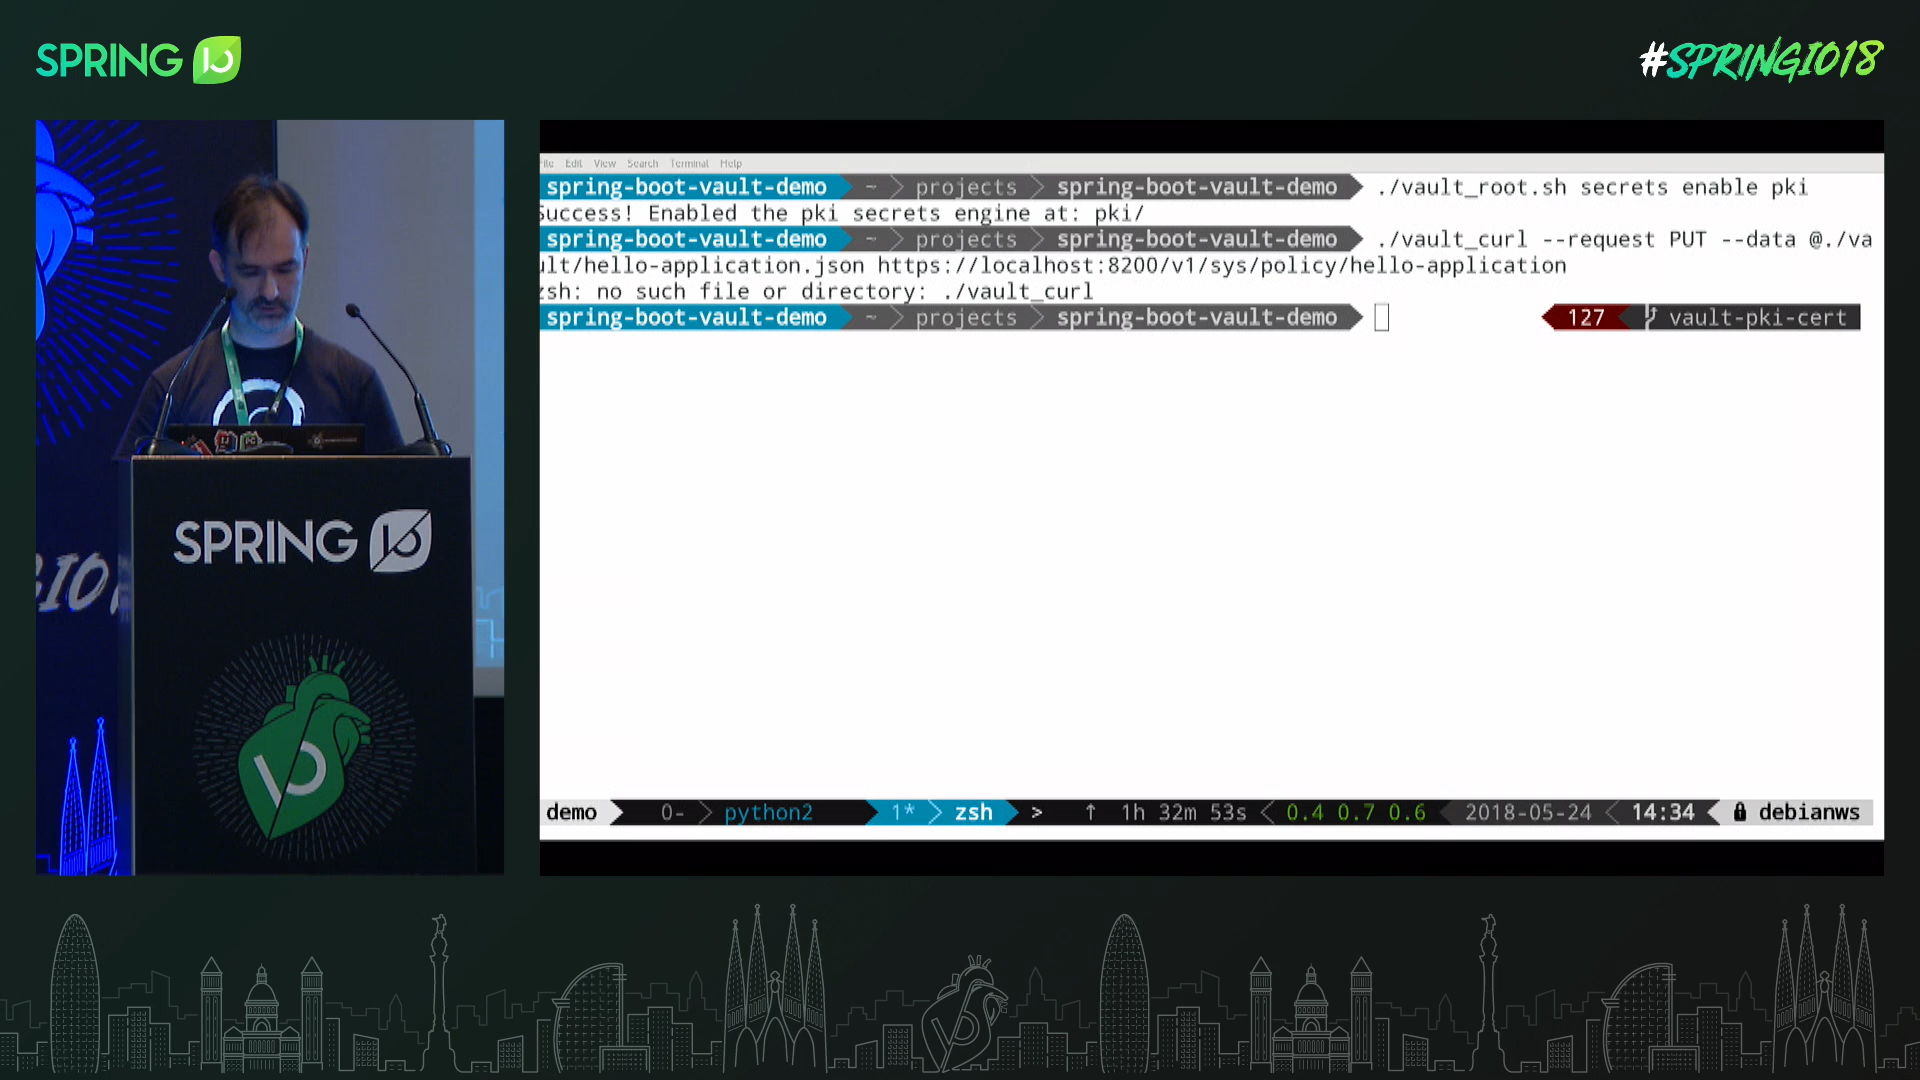 SPRING IO
#SPRINGIO18
File Edit View Search Terminal Help
spring-boot-vault-demo ~ projects spring-boot-vault-demo ./vault_root.sh secrets enable pki
Success! Enabled the pki secrets engine at: pki/
spring-boot-vault-demo ~ projects spring-boot-vault-demo ./vault_curl --request PUT --data @./va
ult/hello-application.json https://localhost:8200/v1/sys/policy/hello-application
zsh: no such file or directory: ./vault_curl
spring-boot-vault-demo ~ projects spring-boot-vault-demo 127 vault-pki-cert
SPRING IO
demo 0- python2 1* zsh > ↑ 1h 32m 53s 0.4 0.7 0.6 2018-05-24 14:34 debianws